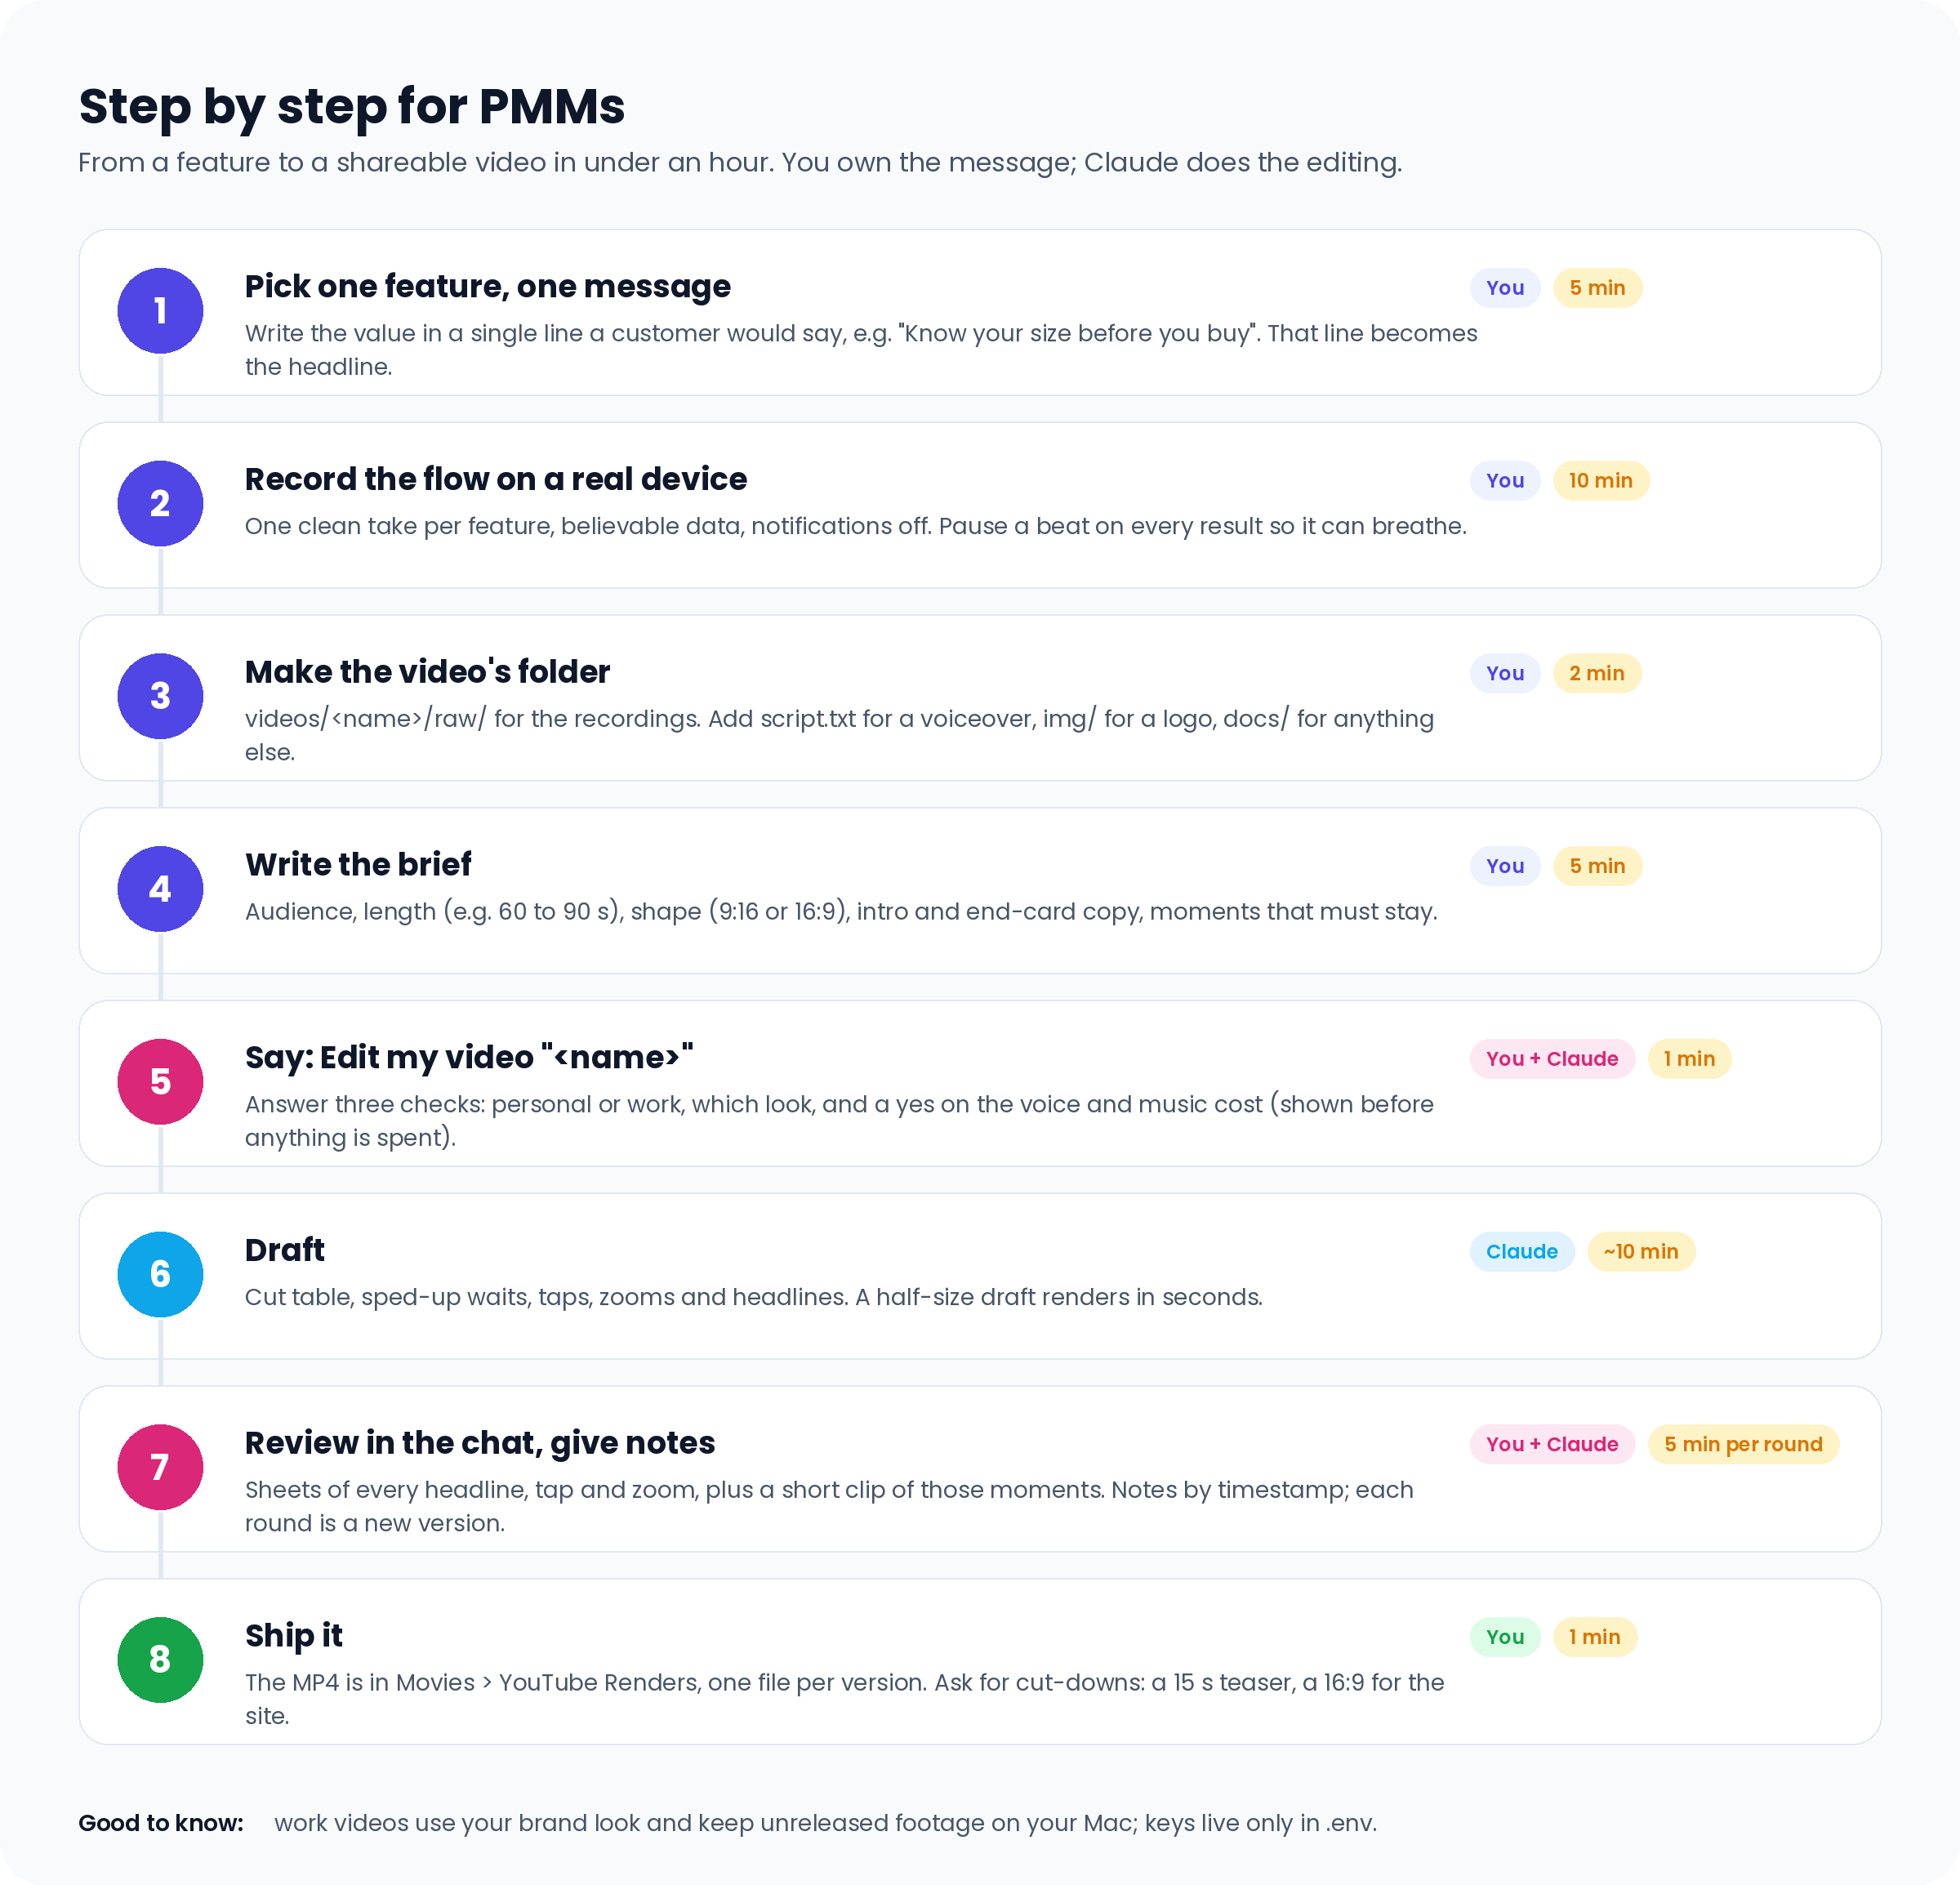 Step by step for PMMs
From a feature to a shareable video in under an hour. You own the message; Claude does the editing.
1
Pick one feature, one message
You
5 min
Write the value in a single line a customer would say, e.g. "Know your size before you buy". That line becomes
the headline.
2
Record the flow on a real device
You
10 min
One clean take per feature, believable data, notifications off. Pause a beat on every result so it can breathe.
3
Make the video's folder
You
2 min
videos/<name>/raw/ for the recordings. Add script.txt for a voiceover, img/ for a logo, docs/ for anything
else.
4
Write the brief
You
5 min
Audience, length (e.g. 60 to 90 s), shape (9:16 or 16:9), intro and end-card copy, moments that must stay.
5
Say: Edit my video "<name>"
You + Claude
1 min
Answer three checks: personal or work, which look, and a yes on the voice and music cost (shown before
anything is spent).
6
Draft
Claude
~10 min
Cut table, sped-up waits, taps, zooms and headlines. A half-size draft renders in seconds.
7
Review in the chat, give notes
You + Claude
5 min per round
Sheets of every headline, tap and zoom, plus a short clip of those moments. Notes by timestamp; each
round is a new version.
8
Ship it
You
1 min
The MP4 is in Movies > YouTube Renders, one file per version. Ask for cut-downs: a 15 s teaser, a 16:9 for the
site.
Good to know: work videos use your brand look and keep unreleased footage on your Mac; keys live only in .env.